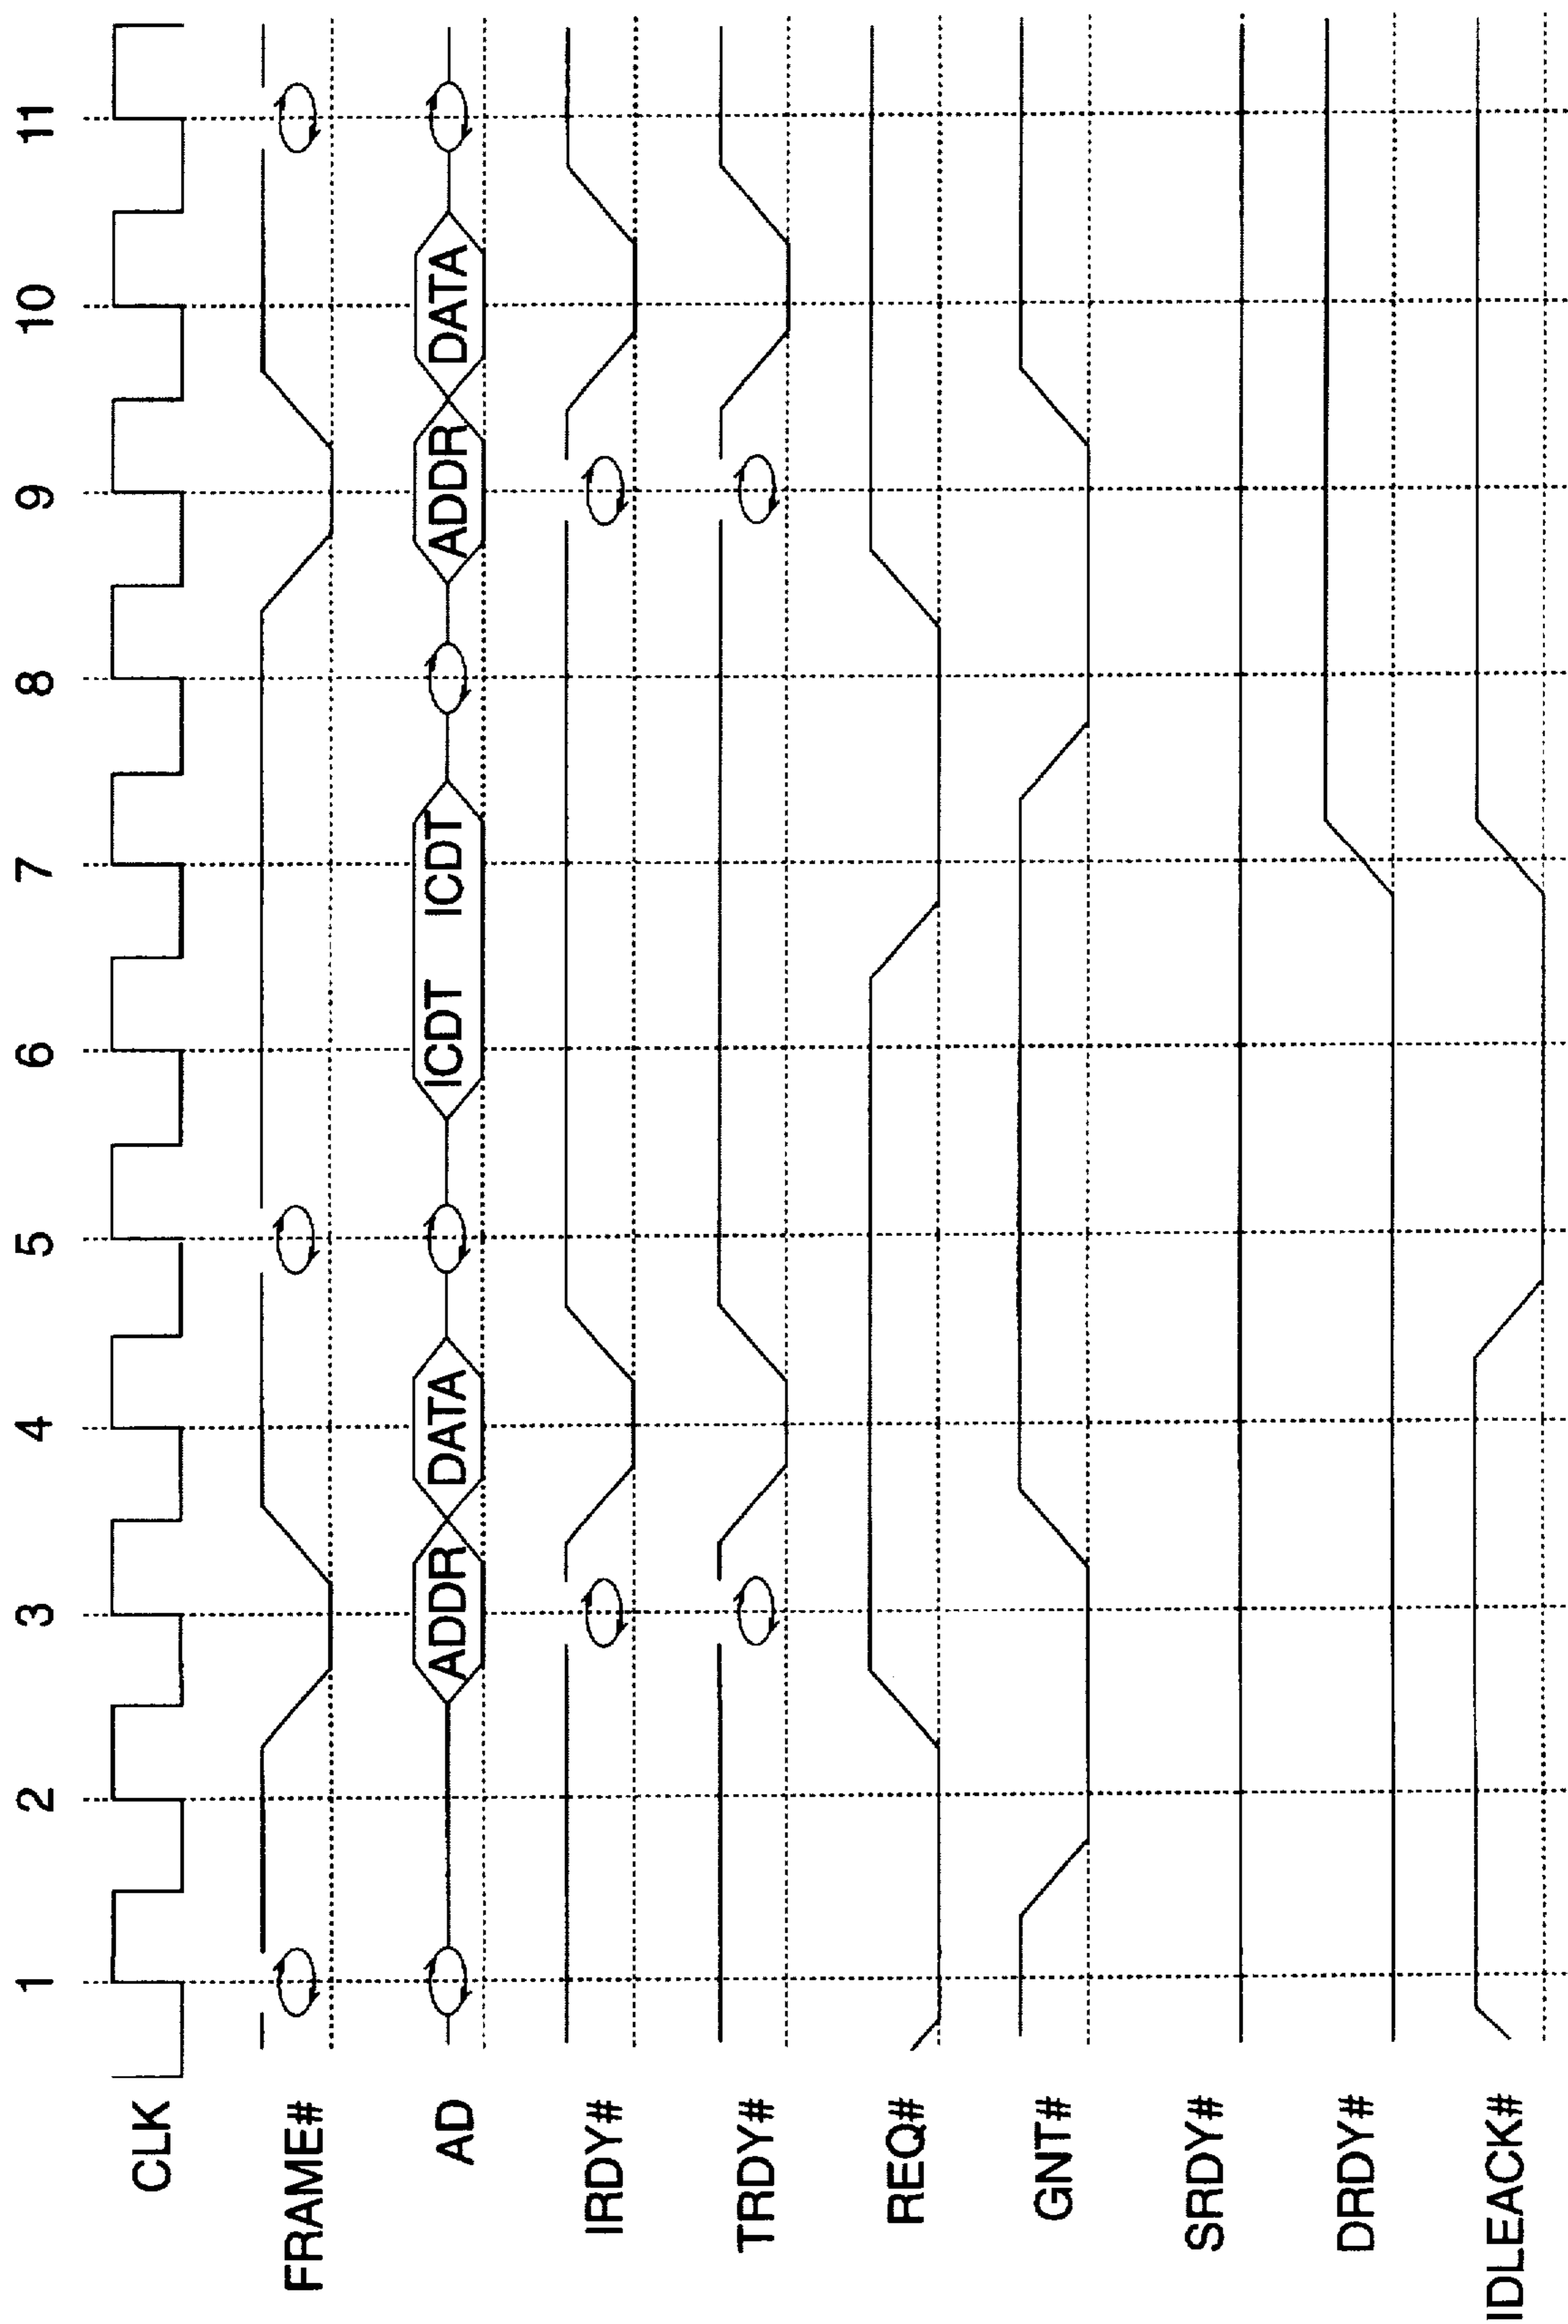 1 2 3 4 5 6 7 8 9 10 11
CLK
FRAME#
AD ADDR DATA ICDT ICDT ADDR DATA
IRDY#
TRDY#
REQ#
GNT#
SRDY#
DRDY#
IDLEACK#